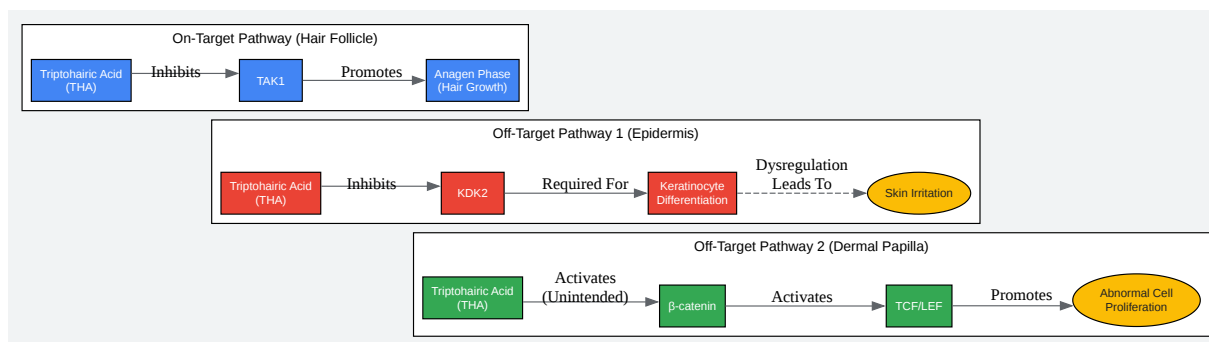 On-Target Pathway (Hair Follicle)
Triptohairic Acid
(THA)
Inhibits
TAK1
Promotes
Anagen Phase
(Hair Growth)
Off-Target Pathway 1 (Epidermis)
Triptohairic Acid
(THA)
Inhibits
KDK2
Required For
Keratinocyte
Differentiation
Dysregulation
Leads To
Skin Irritation
Off-Target Pathway 2 (Dermal Papilla)
Triptohairic Acid
(THA)
Activates
(Unintended)
β-catenin
Activates
TCF/LEF
Promotes
Abnormal Cell
Proliferation